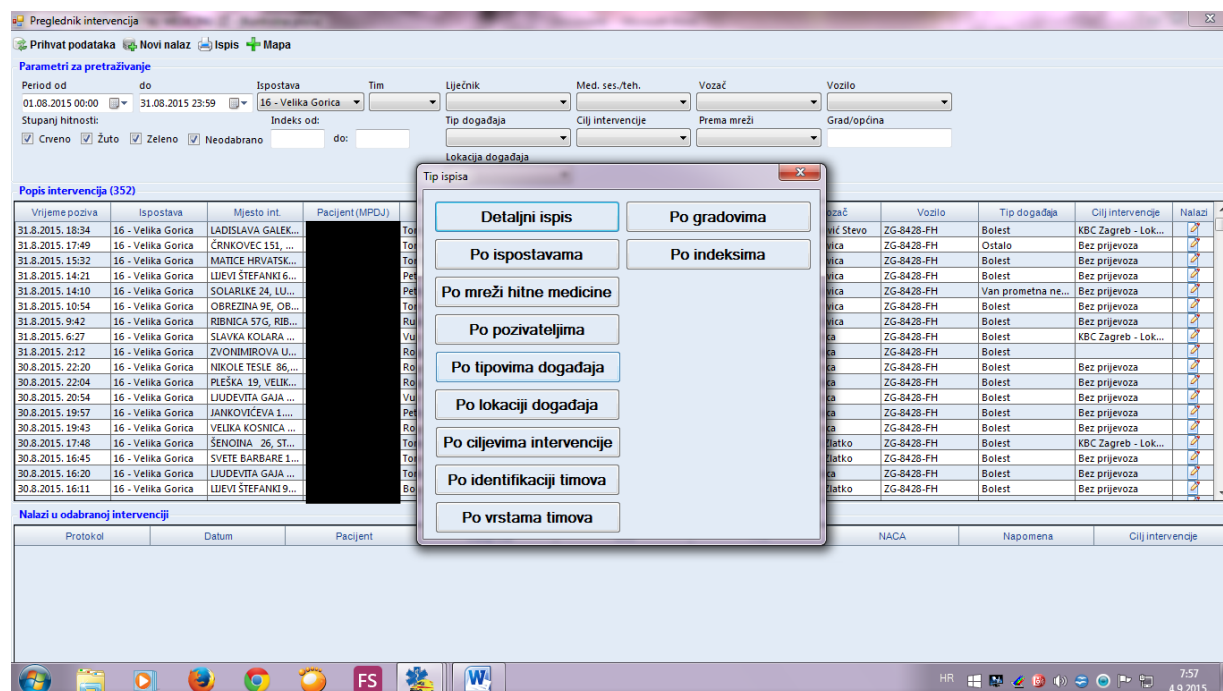 Preglednik intervencija
Prihvat podataka Novi nalaz Ispis Mapa
Parametri za pretraživanje
Period od do Ispostava Tim Liječnik Med. ses./teh. Vozač Vozilo
01.08.2015 00:00 31.08.2015 23:59 16 - Velika Gorica
Stupanj hitnosti: Indeks od: Tip događaja Cilj intervencije Prema mreži Grad/općina
Crveno Žuto Zeleno Neodabrano do:
Lokacija događaja
Popis intervencija (352)
Vrijeme poziva Ispostava Mjesto int. Pacijent (MPDJ) Vozilo Tip događaja Cilj intervencije Nalazi
31.8.2015. 18:34 16 - Velika Gorica LADISLAVA GALEK... Stevo ZG-8428-FH Bolest KBC Zagreb - Lok...
31.8.2015. 17:49 16 - Velika Gorica ČRNKOVEC 151, ... ZG-8428-FH Ostalo Bez prijevoza
31.8.2015. 15:32 16 - Velika Gorica MATICE HRVATSK... ZG-8428-FH Bolest Bez prijevoza
31.8.2015. 14:21 16 - Velika Gorica LIJEVI ŠTEFANKI 6... ZG-8428-FH Bolest Bez prijevoza
31.8.2015. 14:10 16 - Velika Gorica SOLARLKE 24, LU... ZG-8428-FH Van prometna ne... Bez prijevoza
31.8.2015. 10:54 16 - Velika Gorica OBREZINA 9E, OB... ZG-8428-FH Bolest Bez prijevoza
31.8.2015. 9:42 16 - Velika Gorica RIBNICA 57G, RIB... ZG-8428-FH Bolest Bez prijevoza
31.8.2015. 6:27 16 - Velika Gorica SLAVKA KOLARA ... ZG-8428-FH Bolest KBC Zagreb - Lok...
31.8.2015. 2:12 16 - Velika Gorica ZVONIMIROVA U... ZG-8428-FH Bolest
30.8.2015. 22:20 16 - Velika Gorica NIKOLE TESLE 86,... ZG-8428-FH Bolest Bez prijevoza
30.8.2015. 22:04 16 - Velika Gorica PLEŠKA 19, VELIK... ZG-8428-FH Bolest Bez prijevoza
30.8.2015. 20:54 16 - Velika Gorica LJUDEVITA GAJA ... ZG-8428-FH Bolest Bez prijevoza
30.8.2015. 19:57 16 - Velika Gorica JANKOVIĆEVA 1.... ZG-8428-FH Bolest Bez prijevoza
30.8.2015. 19:43 16 - Velika Gorica VELIKA KOSNICA ... ZG-8428-FH Bolest Bez prijevoza
30.8.2015. 17:48 16 - Velika Gorica ŠENOINA 26, ST... Zlatko ZG-8428-FH Bolest KBC Zagreb - Lok...
30.8.2015. 16:45 16 - Velika Gorica SVETE BARBARE 1... Zlatko ZG-8428-FH Bolest Bez prijevoza
30.8.2015. 16:20 16 - Velika Gorica LJUDEVITA GAJA ... ZG-8428-FH Bolest Bez prijevoza
30.8.2015. 16:11 16 - Velika Gorica LIJEVI ŠTEFANKI 9... Zlatko ZG-8428-FH Bolest Bez prijevoza
Tip ispisa
Detaljni ispis Po gradovima
Po ispostavama Po indeksima
Po mreži hitne medicine
Po pozivateljima
Po tipovima događaja
Po lokaciji događaja
Po ciljevima intervencije
Po identifikaciji timova
Po vrstama timova
Nalazi u odabranoj intervenciji
Protokol Datum Pacijent NACA Napomena Cilj intervencije
FS HR 7:57
4.9.2015